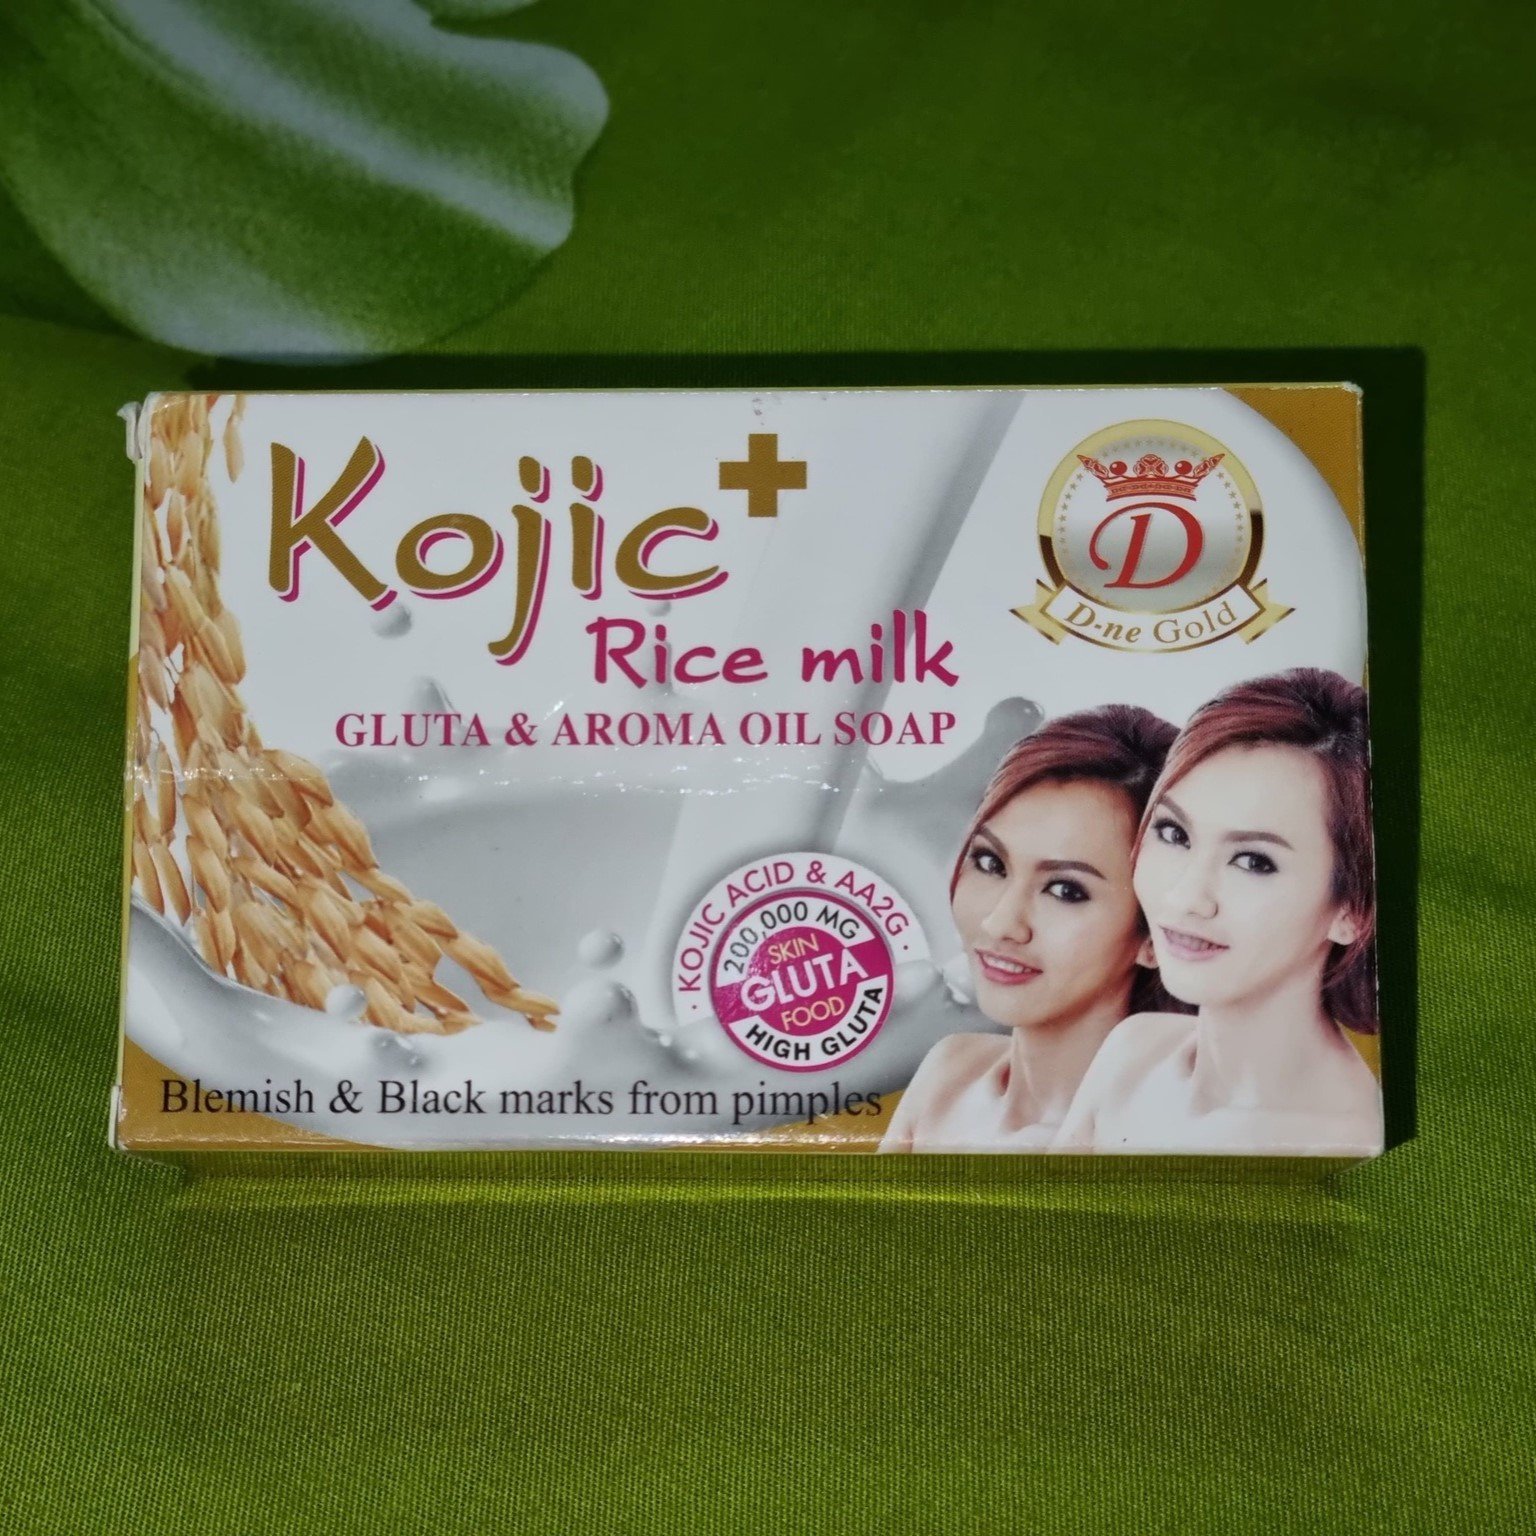 Kojic+
Rice milk
GLUTA & AROMA OIL SOAP
D
D-ne Gold
· KOJIC ACID & AA2G ·
200,000 MG
SKIN
GLUTA
FOOD
HIGH GLUTA
Blemish & Black marks from pimples